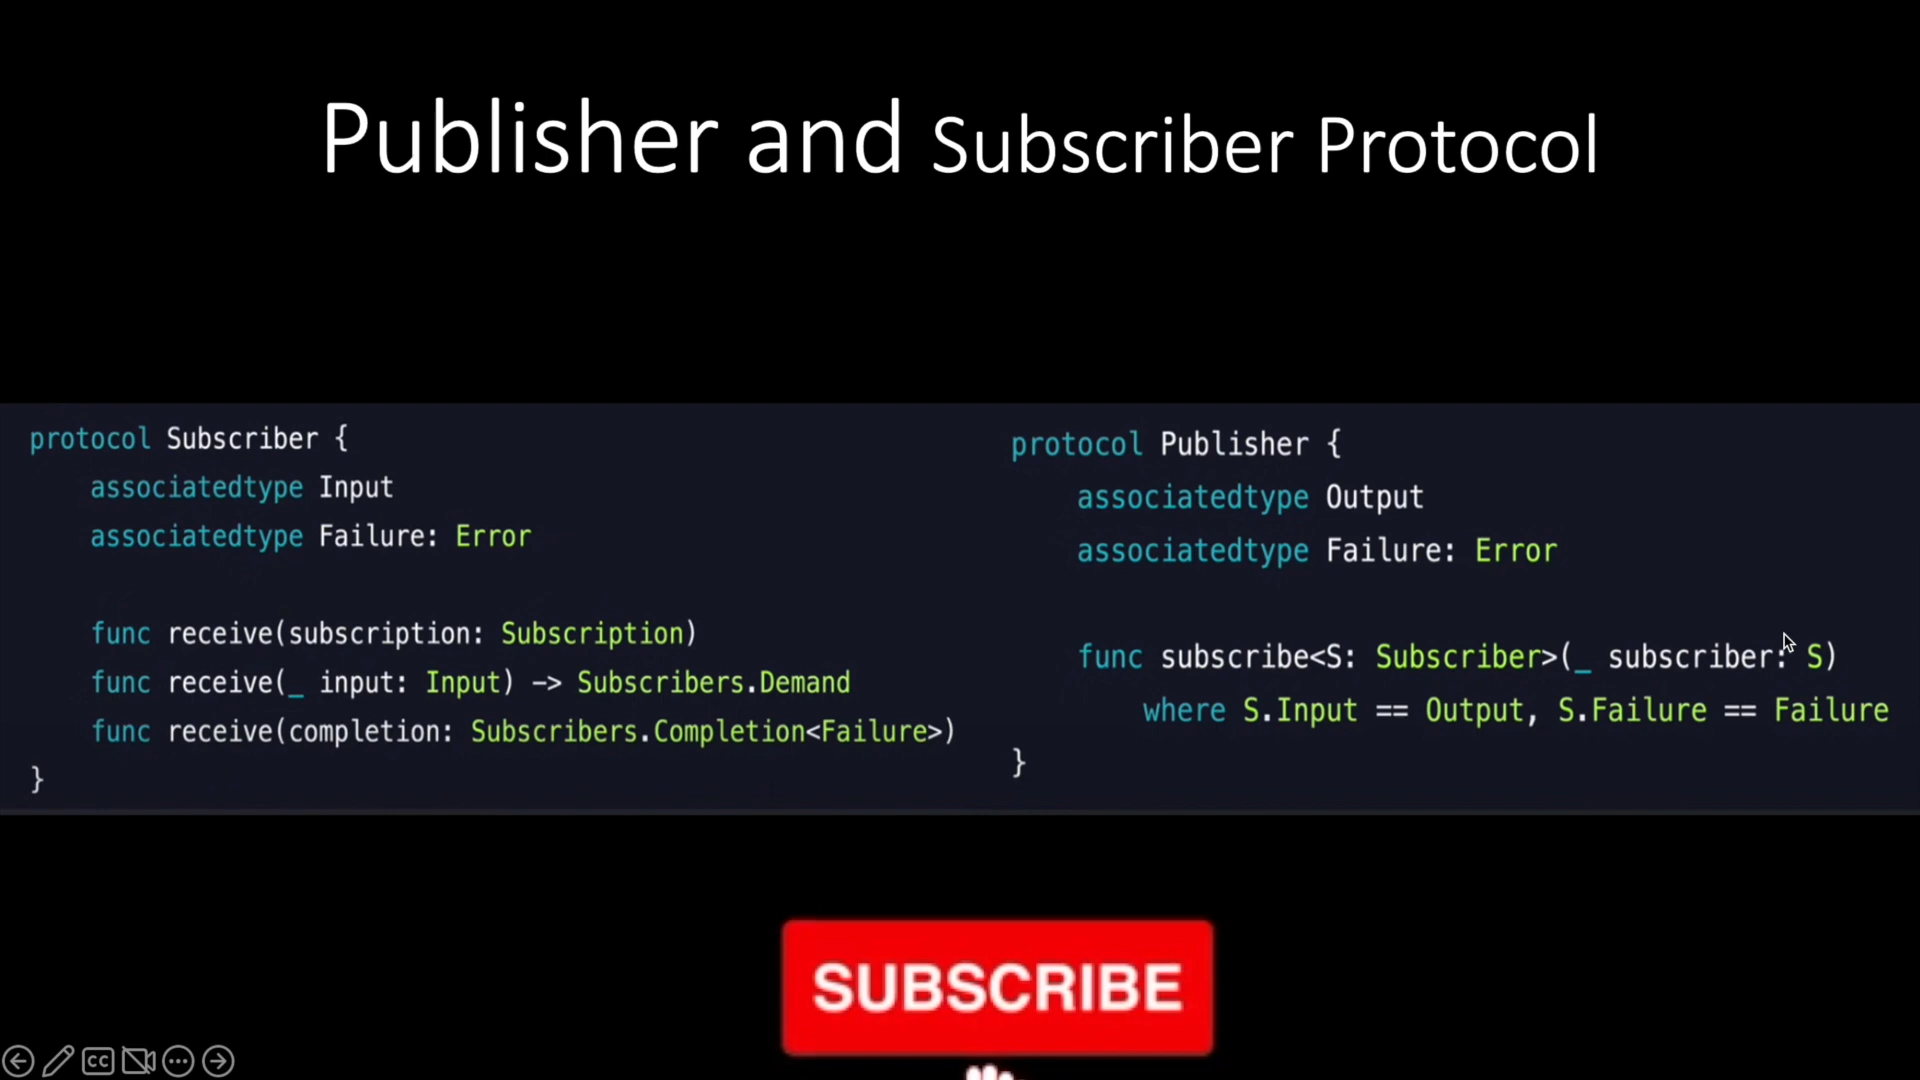 Publisher and Subscriber Protocol
protocol Subscriber {
associatedtype Input
associatedtype Failure: Error
func receive(subscription: Subscription)
func receive(_ input: Input) -> Subscribers.Demand
func receive(completion: Subscribers.Completion<Failure>)
}
protocol Publisher {
associatedtype Output
associatedtype Failure: Error
func subscribe<S: Subscriber>(_ subscriber: S)
where S.Input == Output, S.Failure == Failure
}
SUBSCRIBE
CC